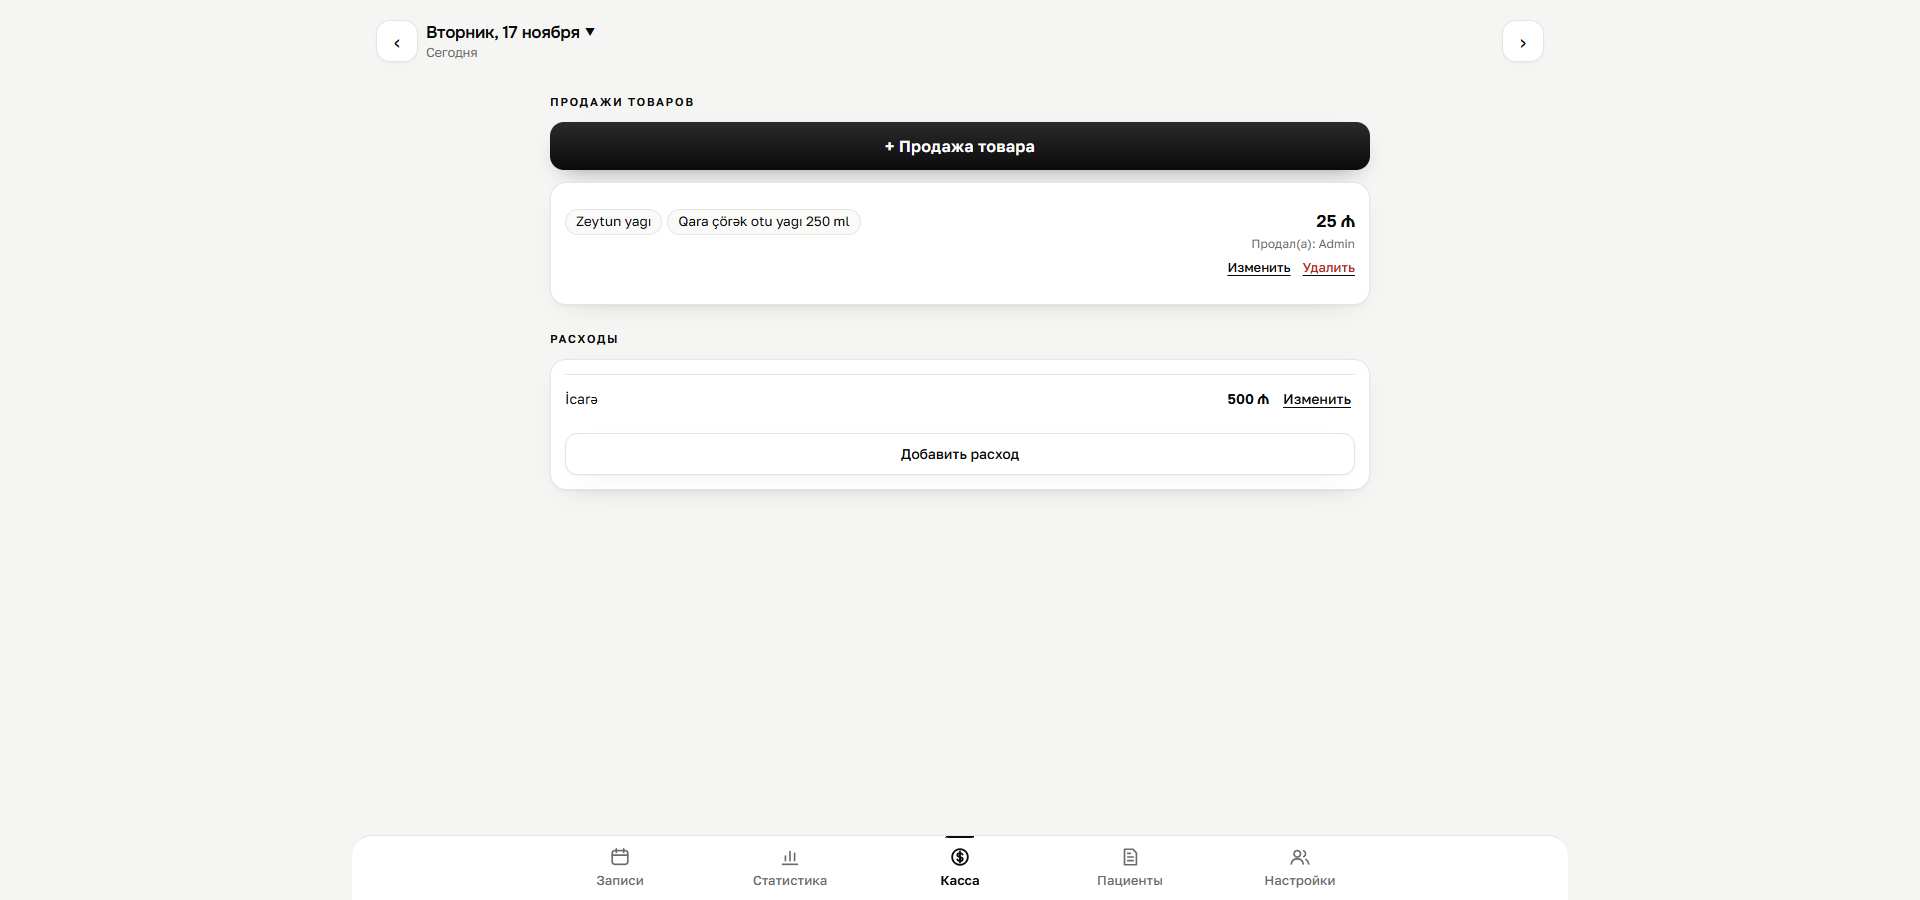 ‹
Вторник, 17 ноября ▼
Сегодня
›
ПРОДАЖИ ТОВАРОВ
+ Продажа товара
Zeytun yagı Qara çörək otu yagı 250 ml 25 ₼
Продал(а): Admin
Изменить Удалить
РАСХОДЫ
İcarə 500 ₼ Изменить
Добавить расход
Записи Статистика Касса Пациенты Настройки